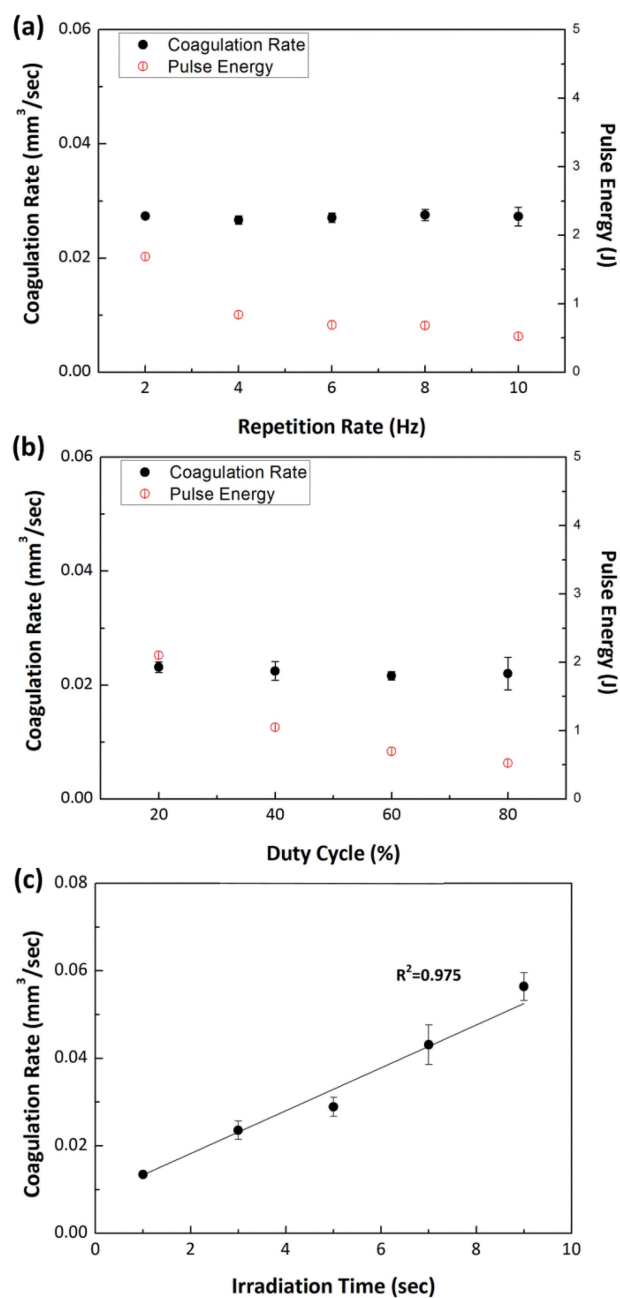 (a)
Coagulation Rate
Pulse Energy
Coagulation Rate (mm³/sec)
0.06
0.04
0.02
0.00
5
4
3
2
1
0
Pulse Energy (J)
2 4 6 8 10
Repetition Rate (Hz)
(b)
Coagulation Rate
Pulse Energy
Coagulation Rate (mm³/sec)
0.06
0.04
0.02
0.00
5
4
3
2
1
0
Pulse Energy (J)
20 40 60 80
Duty Cycle (%)
(c)
Coagulation Rate (mm³/sec)
0.08
0.06
0.04
0.02
0.00
R²=0.975
0 2 4 6 8 10
Irradiation Time (sec)